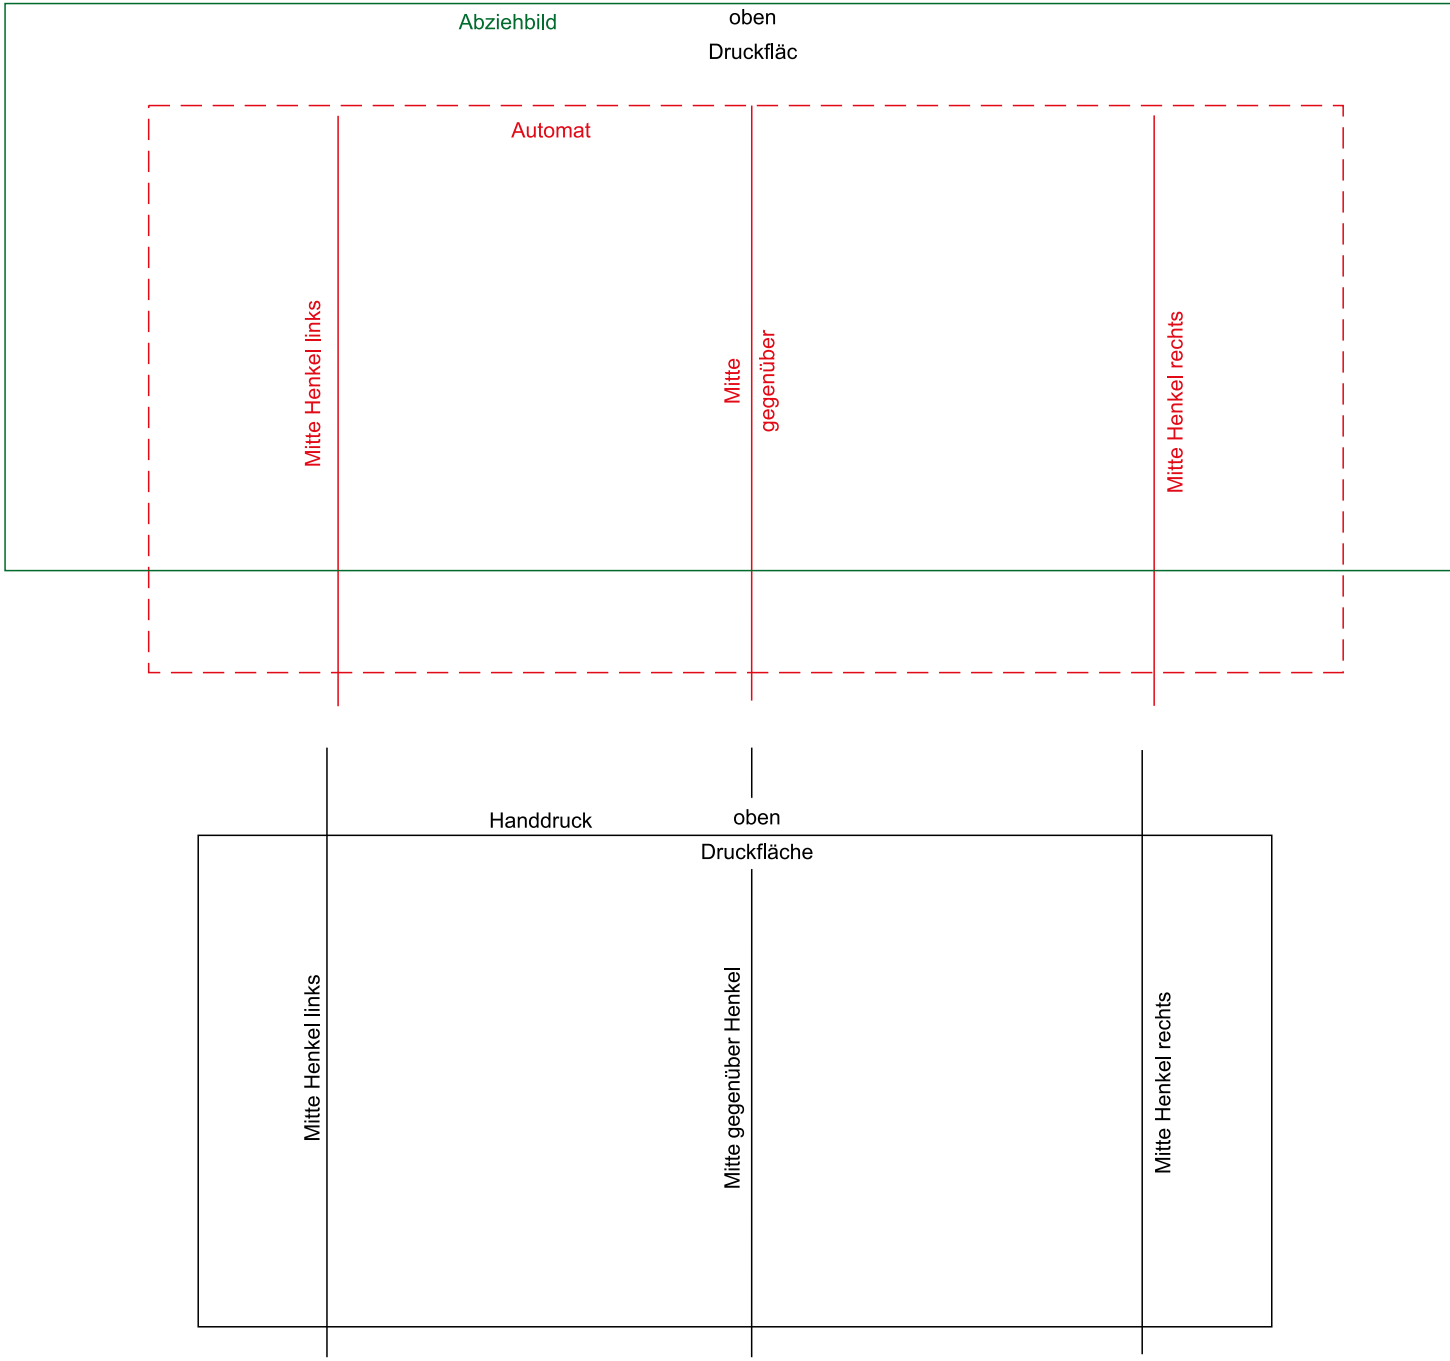 Abziehbild
oben
Druckfläc
Automat
Mitte Henkel links
Mitte
gegenüber
Mitte Henkel rechts
Handdruck
oben
Druckfläche
Mitte Henkel links
Mitte gegenüber Henkel
Mitte Henkel rechts